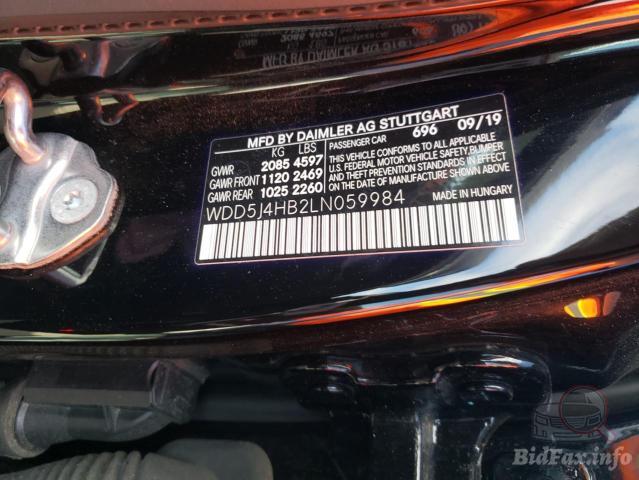 MFD BY DAIMLER AG STUTTGART
KG LBS PASSENGER CAR 696 09/19
GVWR 2085 4597 THIS VEHICLE CONFORMS TO ALL APPLICABLE
GAWR FRONT 1120 2469 U.S. FEDERAL MOTOR VEHICLE SAFETY, BUMPER,
GAWR REAR 1025 2260 AND THEFT PREVENTION STANDARDS IN EFFECT
ON THE DATE OF MANUFACTURE SHOWN ABOVE.
WDD5J4HB2LN059984 MADE IN HUNGARY
BidFax.info